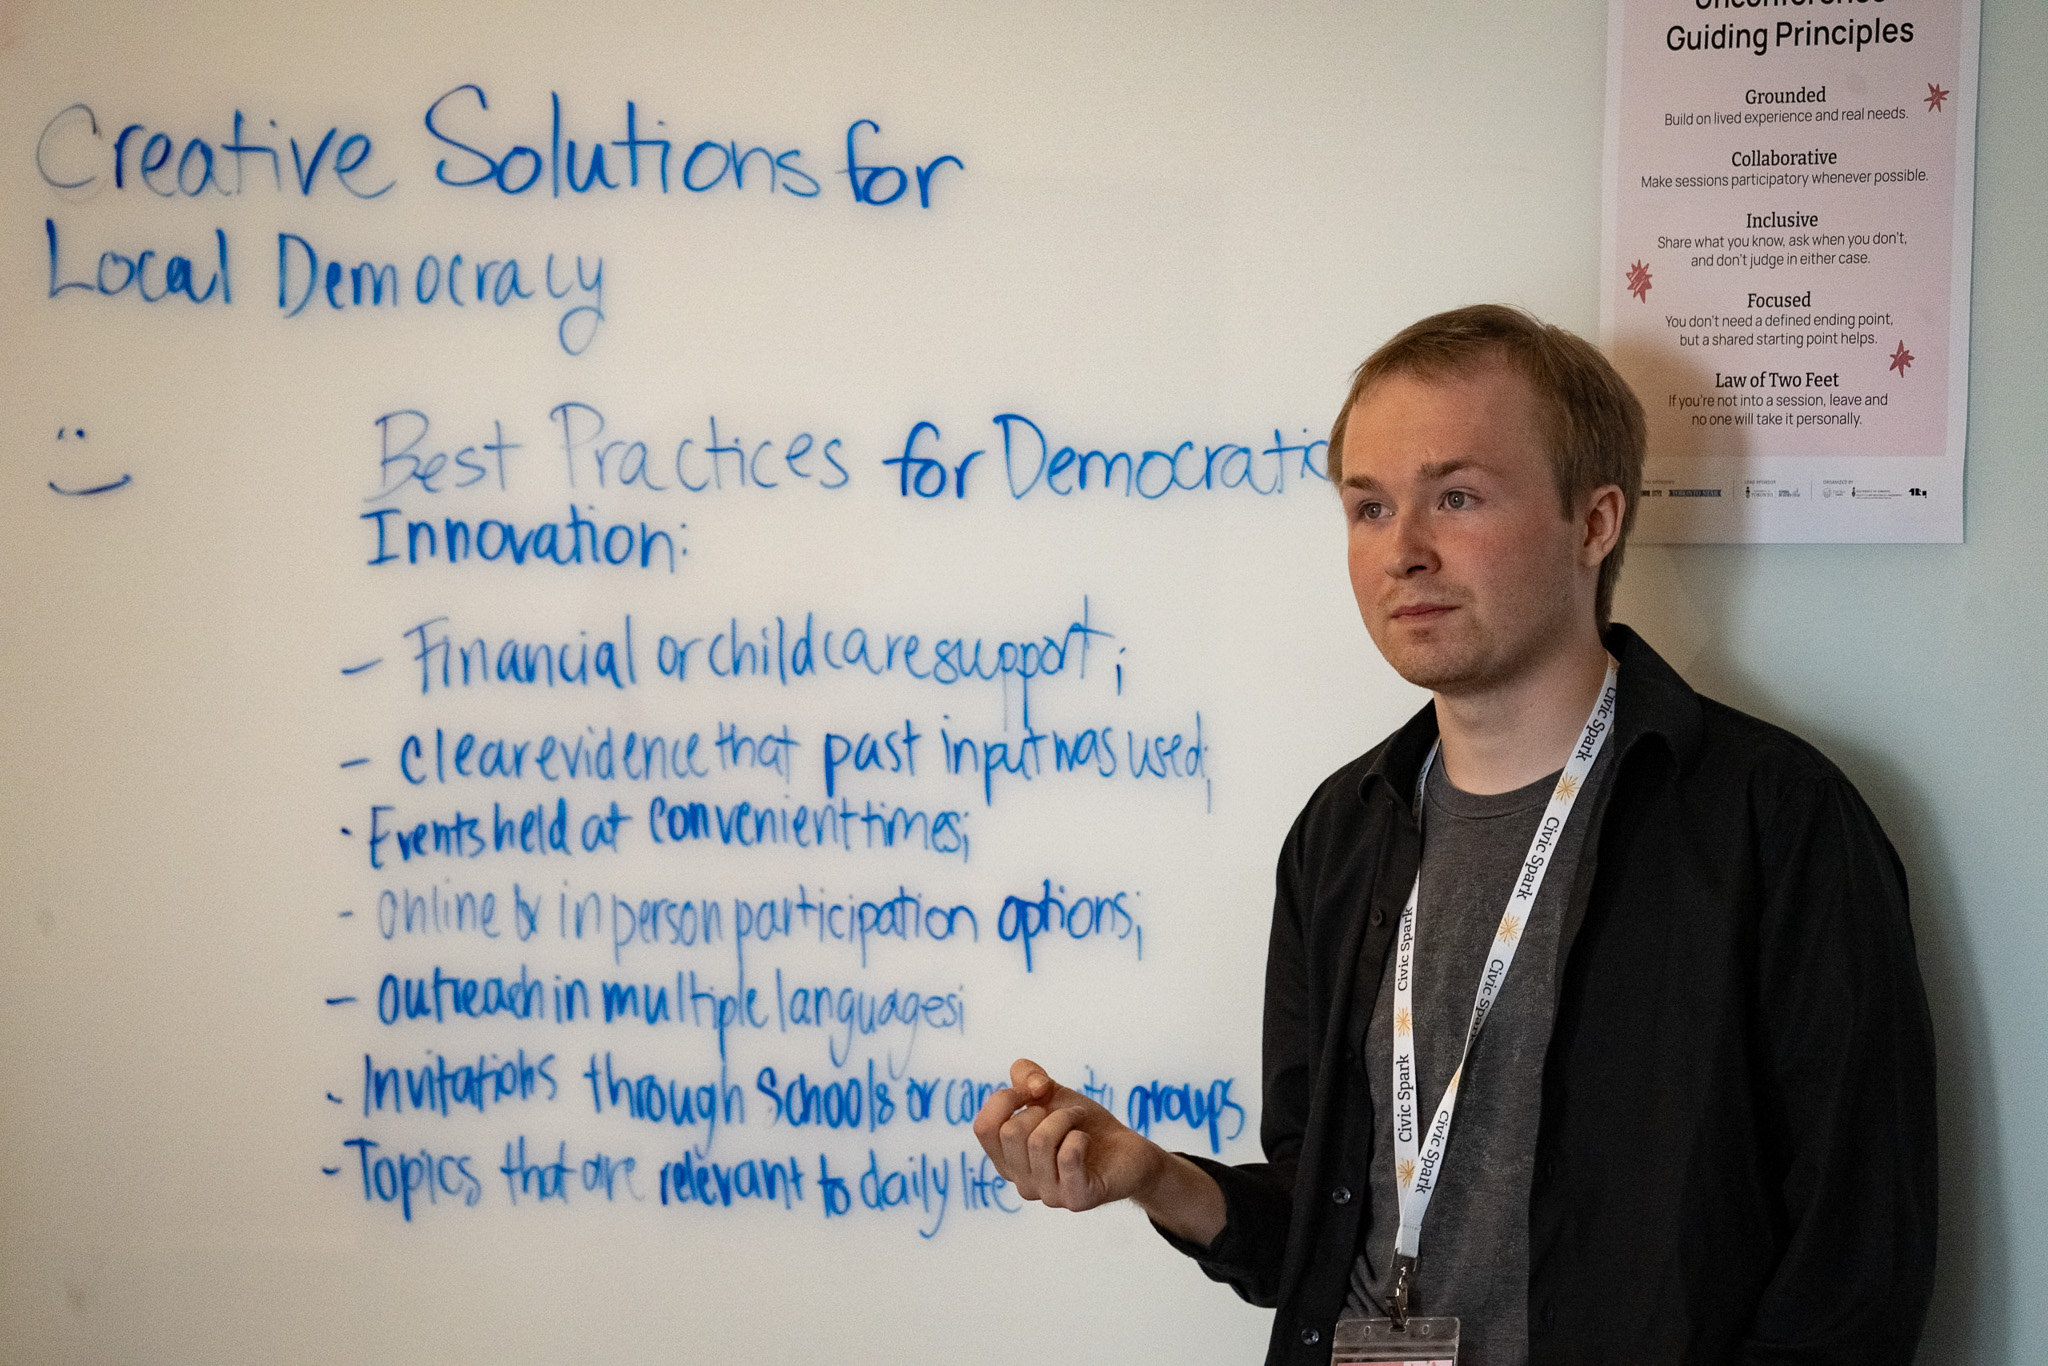 Creative Solutions for
Local Democracy
Best Practices for Democratic
Innovation:
- Financial or childcare support;
- clear evidence that past input was used;
· Events held at convenient times;
- online & in person participation options;
- outreach in multiple languages;
- Invitations through schools or groups
- Topics that are relevant to daily life
Guiding Principles
Grounded
Build on lived experience and real needs.
Collaborative
Make sessions participatory whenever possible.
Inclusive
Share what you know, ask when you don't,
and don't judge in either case.
Focused
You don't need a defined ending point,
but a shared starting point helps.
Law of Two Feet
If you're not into a session, leave and
no one will take it personally.
TORONTO STAR
Civic Spark
Civic Spark
Civic Spark
Civic Spark
Civic Spark
Civic Spark